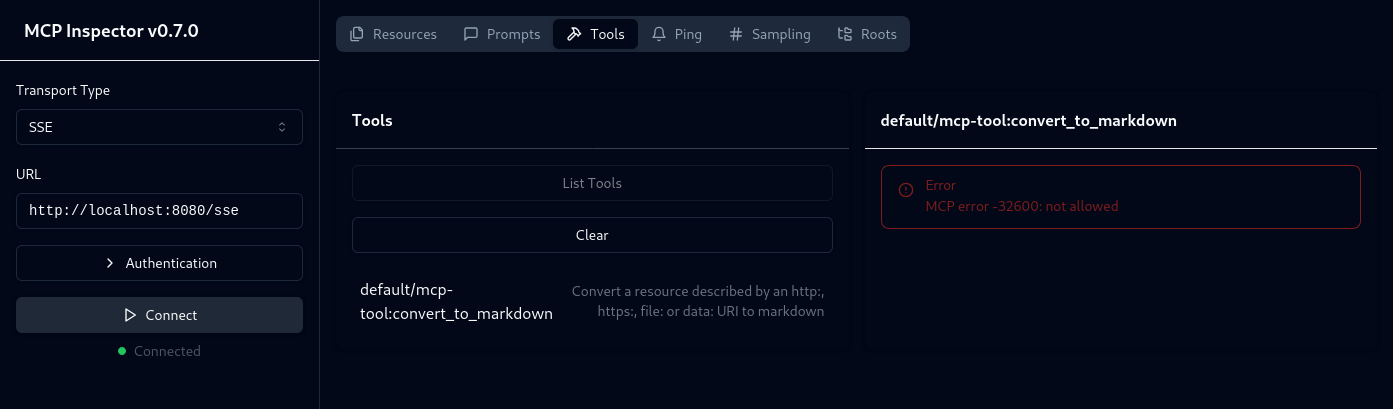 MCP Inspector v0.7.0
Transport Type
SSE
URL
http://localhost:8080/sse
Authentication
Connect
Connected
Resources Prompts Tools Ping Sampling Roots
Tools
List Tools
Clear
default/mcp-
tool:convert_to_markdown
Convert a resource described by an http:,
https:, file: or data: URI to markdown
default/mcp-tool:convert_to_markdown
Error
MCP error -32600: not allowed